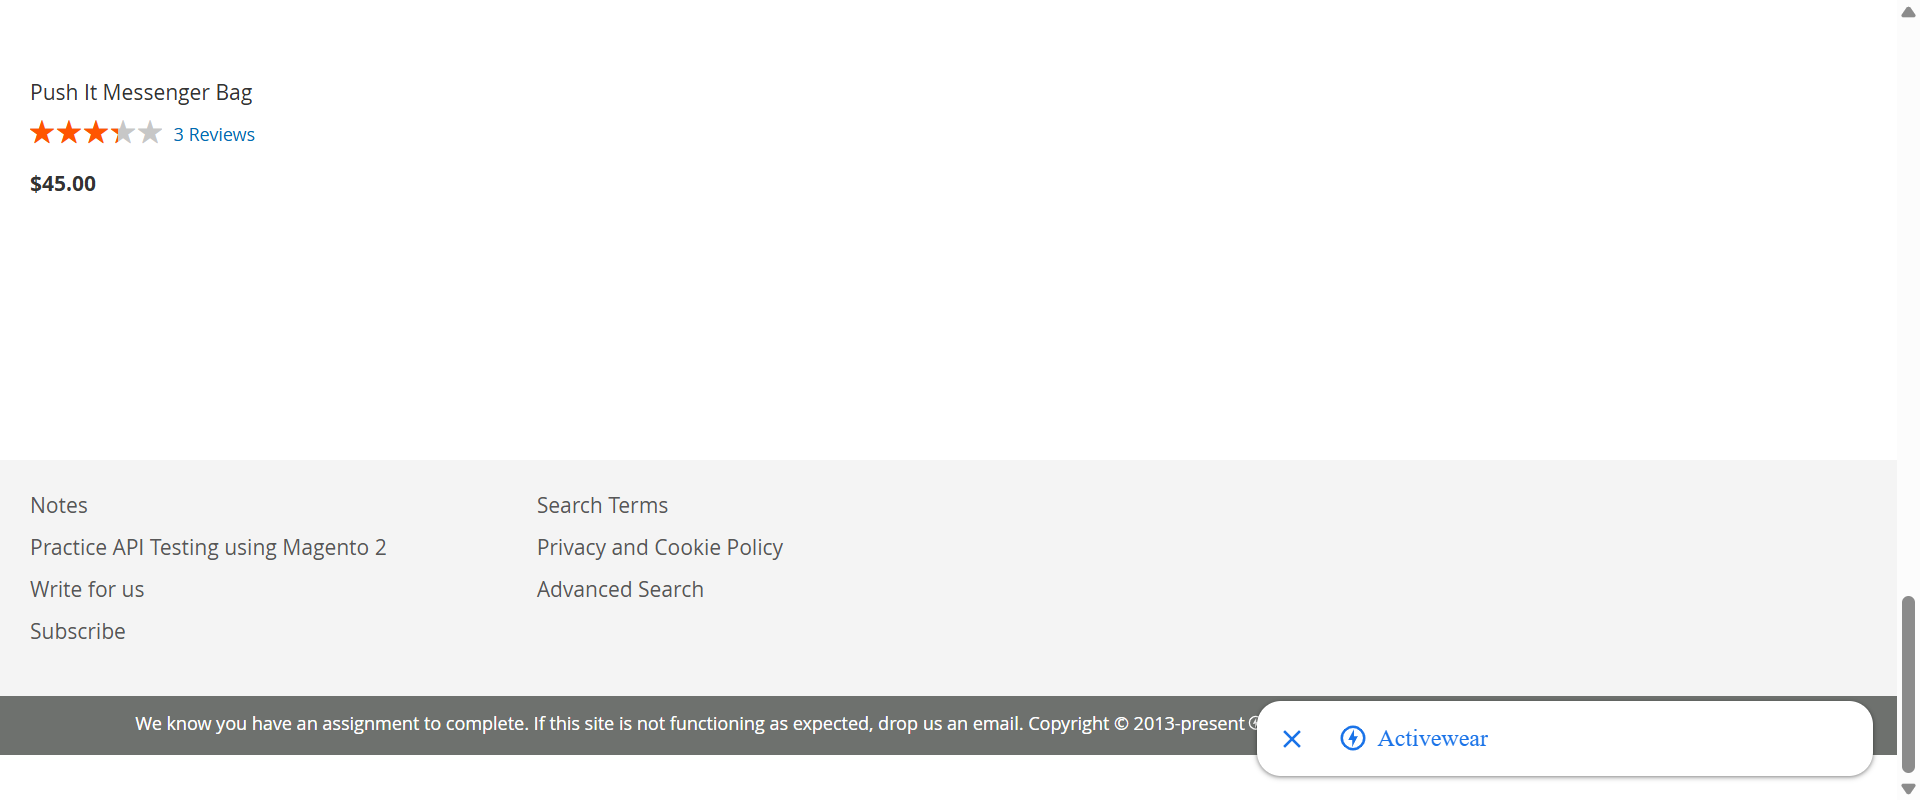 Push It Messenger Bag
3 Reviews
$45.00
Notes
Search Terms
Practice API Testing using Magento 2
Privacy and Cookie Policy
Write for us
Advanced Search
Subscribe
We know you have an assignment to complete. If this site is not functioning as expected, drop us an email. Copyright © 2013-present
Activewear